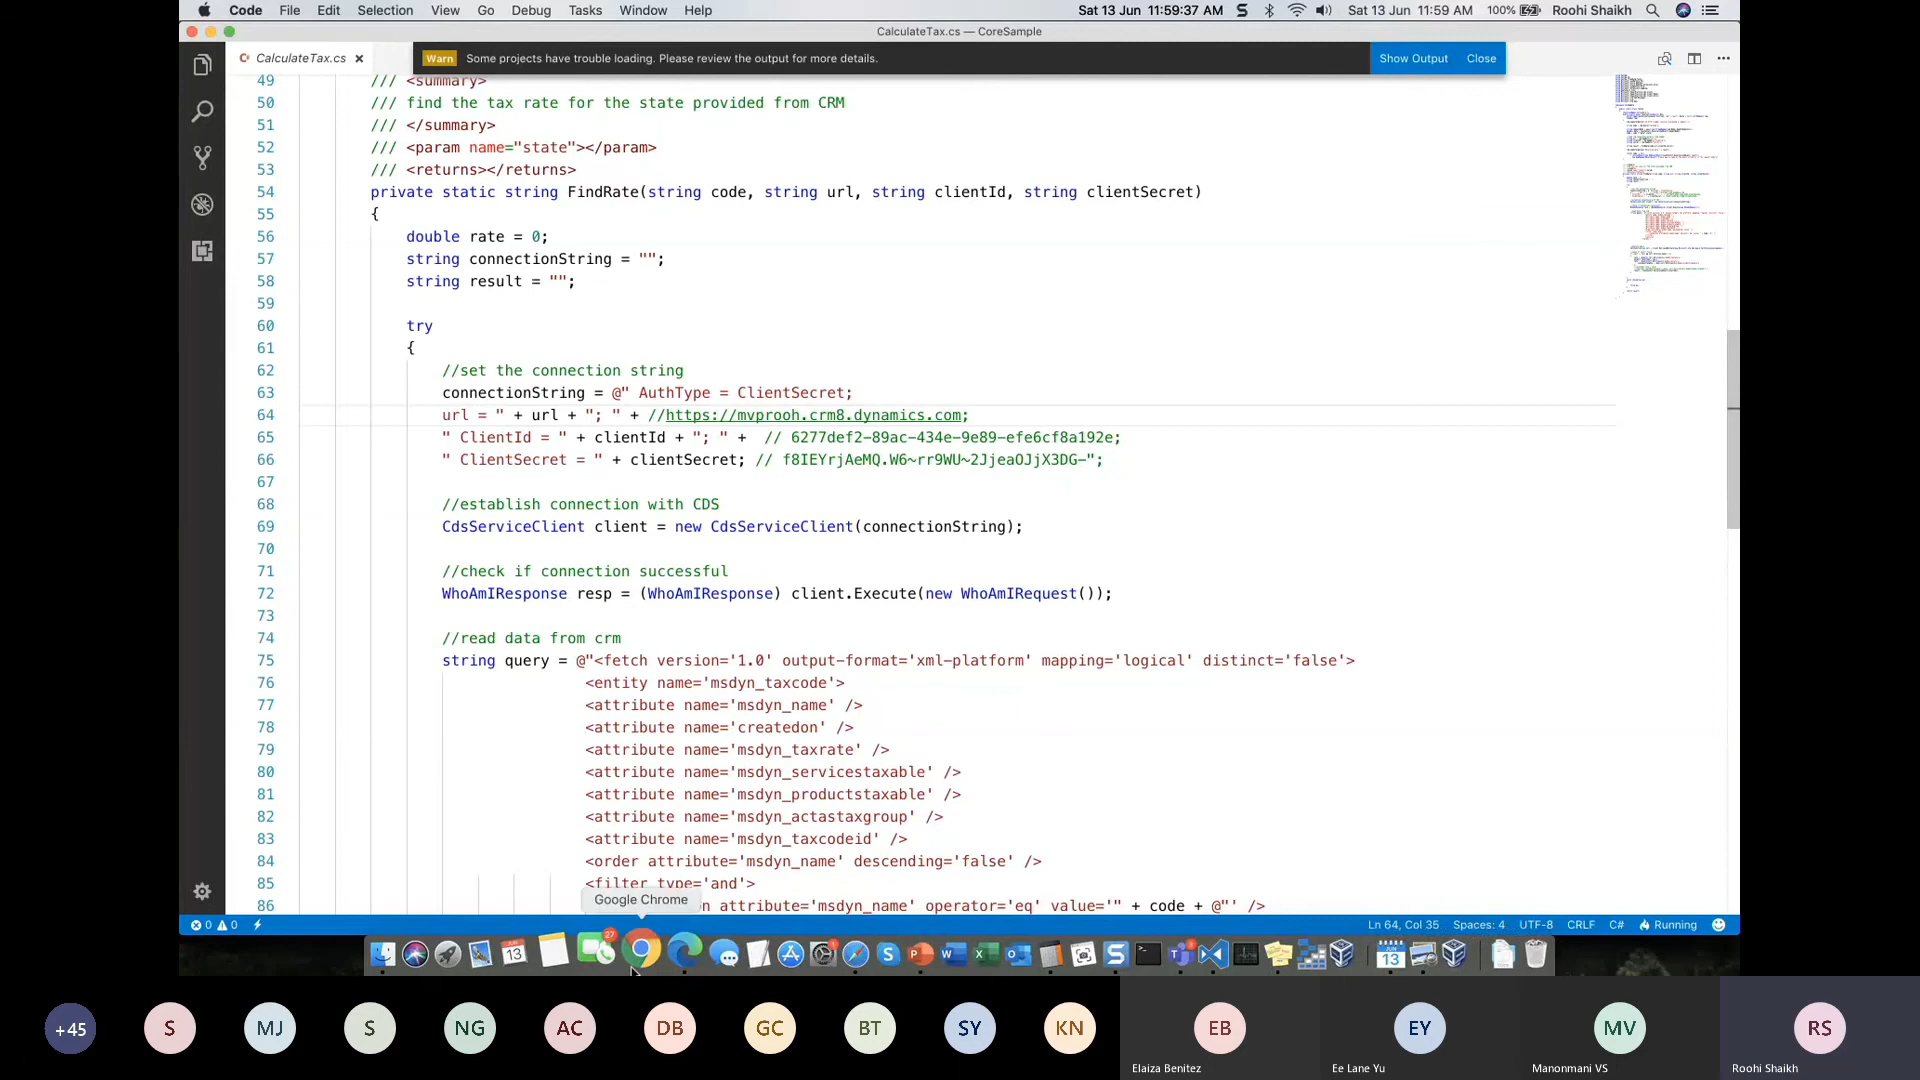 Code File Edit Selection View Go Debug Tasks Window Help Sat 13 Jun 11:59:37 AM Sat 13 Jun 11:59 AM 100% Roohi Shaikh
CalculateTax.cs — CoreSample
CalculateTax.cs
Warn Some projects have trouble loading. Please review the output for more details. Show Output Close
49 /// <summary>
50 /// find the tax rate for the state provided from CRM
51 /// </summary>
52 /// <param name="state"></param>
53 /// <returns></returns>
54 private static string FindRate(string code, string url, string clientId, string clientSecret)
55 {
56 double rate = 0;
57 string connectionString = "";
58 string result = "";
59
60 try
61 {
62 //set the connection string
63 connectionString = @" AuthType = ClientSecret;
64 url = " + url + "; " + //https://mvprooh.crm8.dynamics.com;
65 " ClientId = " + clientId + "; " + // 6277def2-89ac-434e-9e89-efe6cf8a192e;
66 " ClientSecret = " + clientSecret; // f8IEYrjAeMQ.W6~rr9WU~2JjeaOJjX3DG-";
67
68 //establish connection with CDS
69 CdsServiceClient client = new CdsServiceClient(connectionString);
70
71 //check if connection successful
72 WhoAmIResponse resp = (WhoAmIResponse) client.Execute(new WhoAmIRequest());
73
74 //read data from crm
75 string query = @"<fetch version='1.0' output-format='xml-platform' mapping='logical' distinct='false'>
76 <entity name='msdyn_taxcode'>
77 <attribute name='msdyn_name' />
78 <attribute name='createdon' />
79 <attribute name='msdyn_taxrate' />
80 <attribute name='msdyn_servicestaxable' />
81 <attribute name='msdyn_productstaxable' />
82 <attribute name='msdyn_actastaxgroup' />
83 <attribute name='msdyn_taxcodeid' />
84 <order attribute='msdyn_name' descending='false' />
85 <filter type='and'>
Google Chrome
86 n attribute='msdyn_name' operator='eq' value='" + code + @"' />
0 0 Ln 64, Col 35 Spaces: 4 UTF-8 CRLF C# Running
+45 S MJ S NG AC DB GC BT SY KN EB EY MV RS
Elaiza Benitez Ee Lane Yu Manonmani VS Roohi Shaikh